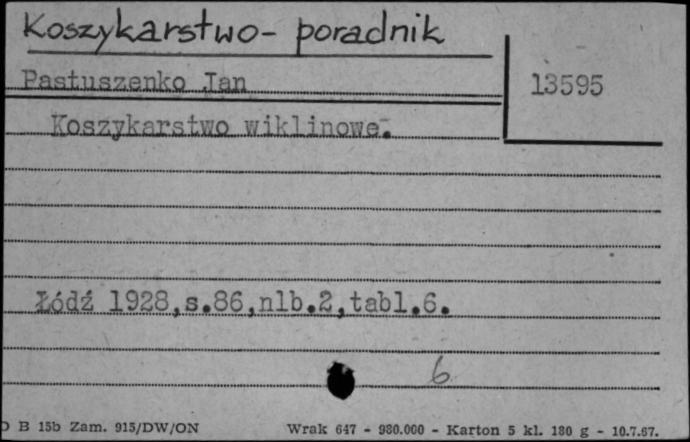 Koszykarstwo - poradnik
Pastuszenko Jan
13595
Koszykarstwo wiklinowe.
Łódź 1928,s.86,nlb.2,tabl.6.
6
D B 15b Zam. 915/DW/ON
Wrak 647 - 980.000 - Karton 5 kl. 180 g - 10.7.67.